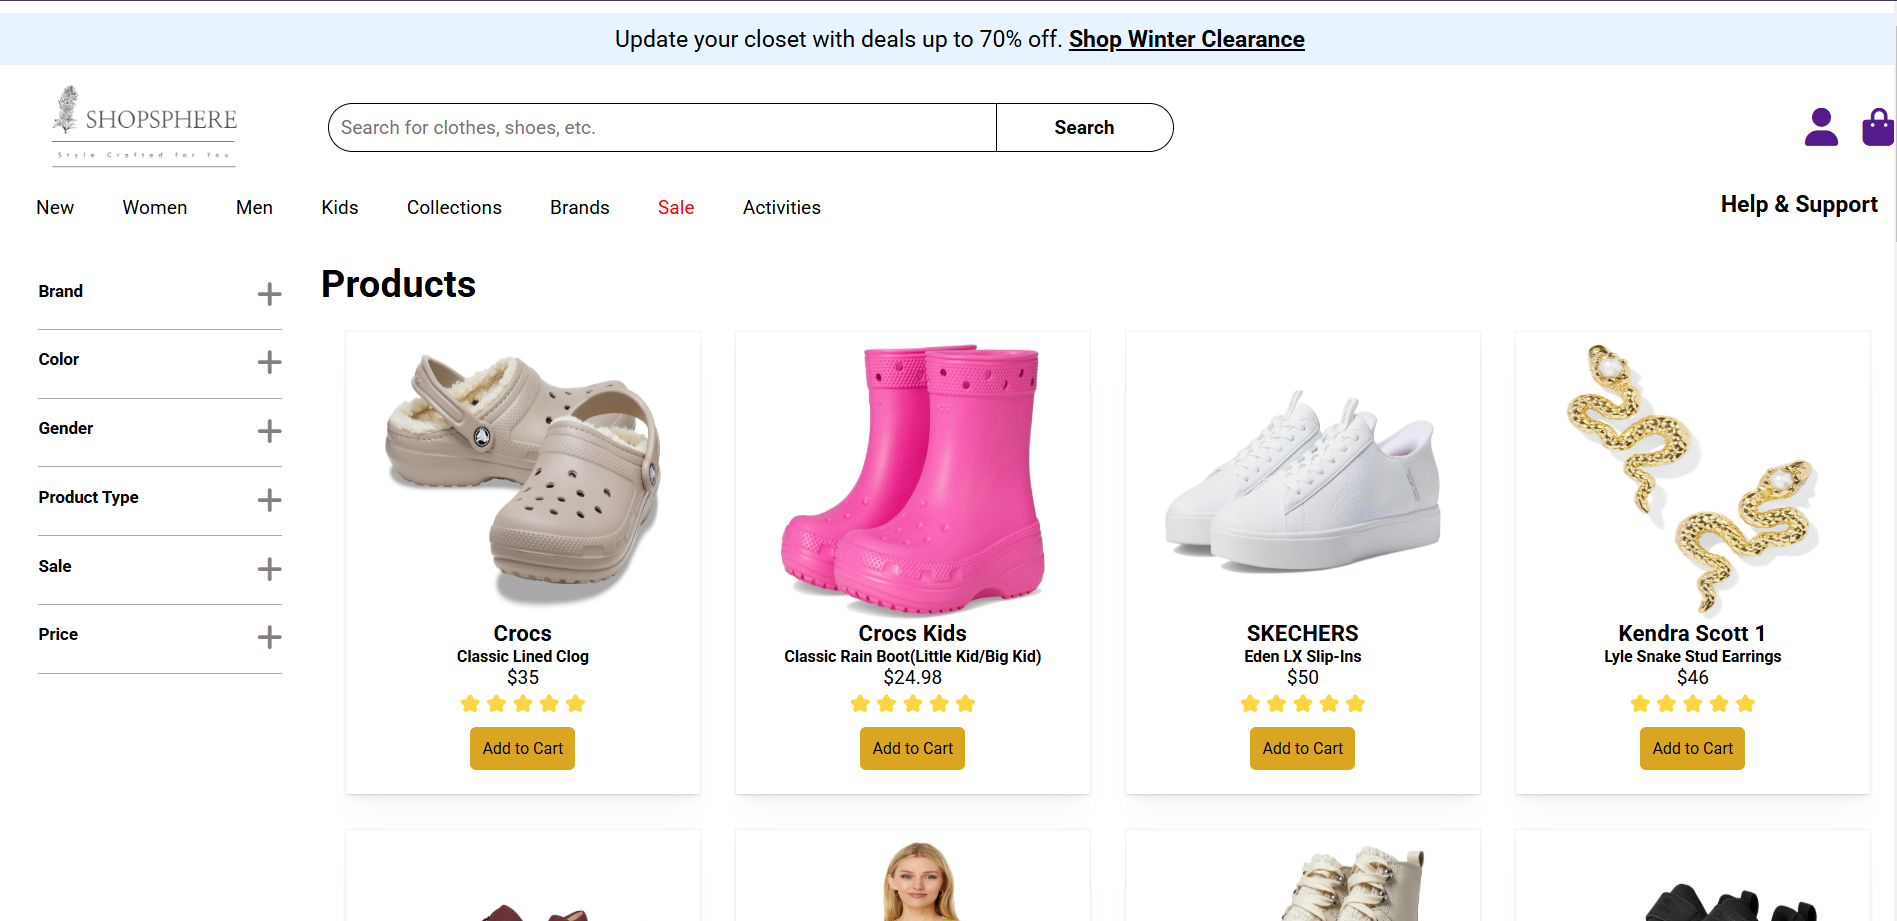 Update your closet with deals up to 70% off. Shop Winter Clearance
SHOPSPHERE
Style Crafted for You
Search for clothes, shoes, etc.
Search
New Women Men Kids Collections Brands Sale Activities
Help & Support
Brand
Color
Gender
Product Type
Sale
Price
Products
Crocs
Classic Lined Clog
$35
Add to Cart
Crocs Kids
Classic Rain Boot(Little Kid/Big Kid)
$24.98
Add to Cart
SKECHERS
Eden LX Slip-Ins
$50
Add to Cart
Kendra Scott 1
Lyle Snake Stud Earrings
$46
Add to Cart